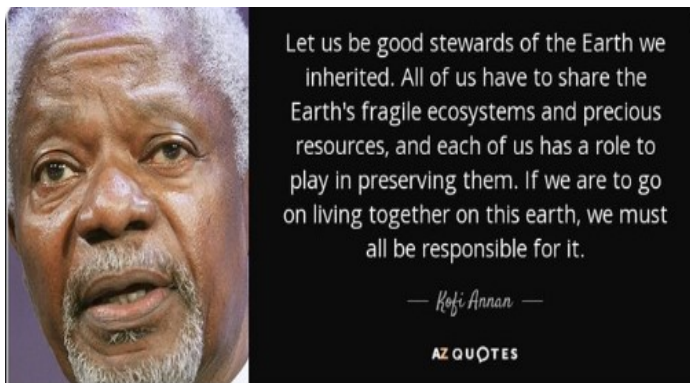 Let us be good stewards of the Earth we
inherited. All of us have to share the
Earth's fragile ecosystems and precious
resources, and each of us has a role to
play in preserving them. If we are to go
on living together on this earth, we must
all be responsible for it.
— Kofi Annan —
AZ QUOTES